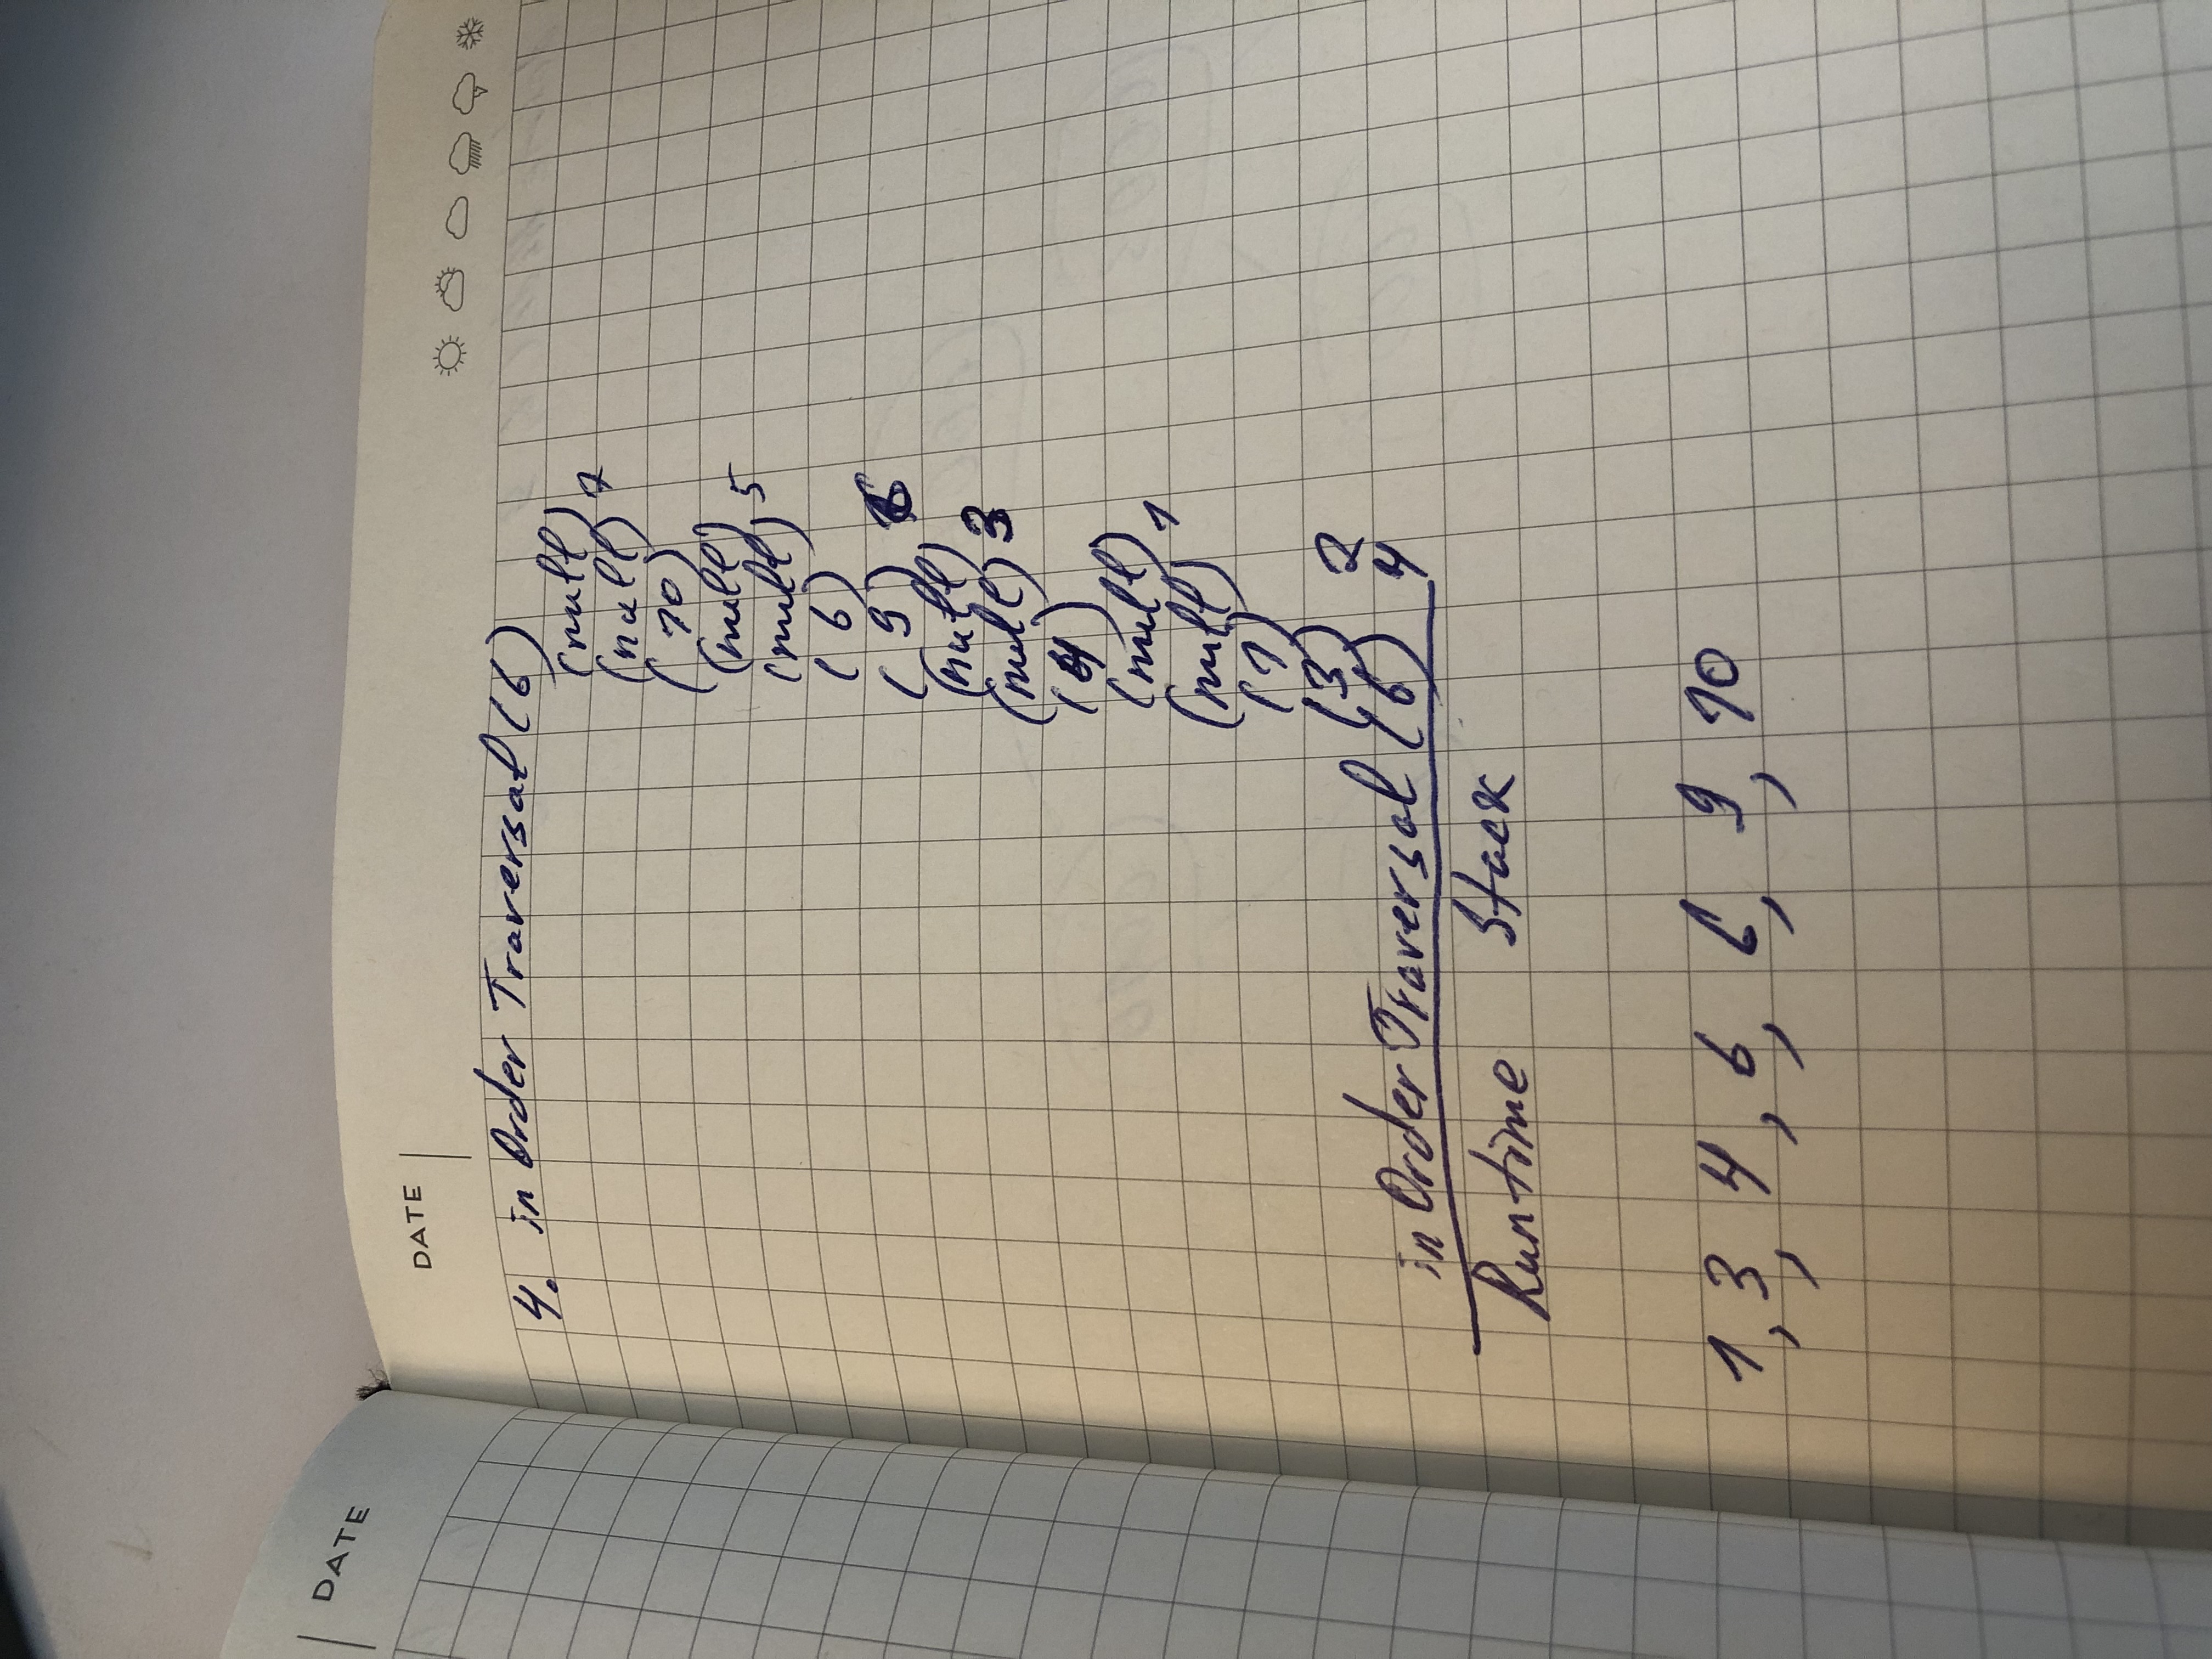 DATE
DATE
4. in Order Traversal (6)
(null)
7
(null)
(10)
(null)
5
(null)
(6)
(9) 6
(null)
(null) 3
(4)
(null)
1
(null)
(1)
(3) 2
in Order Traversal (6) 4
Runtime Stack
1, 3, 4, 6, 6, 9, 10